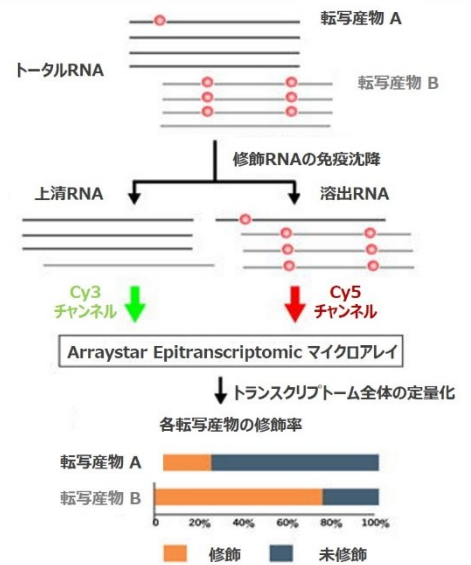 転写産物 A
トータルRNA
転写産物 B
修飾RNAの免疫沈降
上清RNA
溶出RNA
Cy3
チャンネル
Cy5
チャンネル
Arraystar Epitranscriptomic マイクロアレイ
トランスクリプトーム全体の定量化
各転写産物の修飾率
転写産物 A
転写産物 B
0 20% 40% 60% 80% 100%
修飾 未修飾